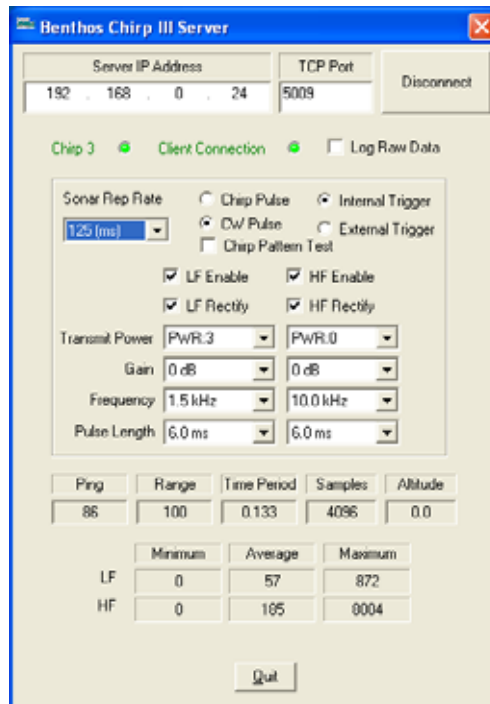 Benthos Chirp III Server
Server IP Address TCP Port
192 . 168 . 0 . 24 5009 Disconnect
Chirp 3 Client Connection Log Raw Data
Sonar Rep Rate Chirp Pulse Internal Trigger
125 (ms) CW Pulse External Trigger
Chirp Pattern Test
LF Enable HF Enable
LF Rectify HF Rectify
Transmit Power PWR:3 PWR:0
Gain 0 dB 0 dB
Frequency 1.5 kHz 10.0 kHz
Pulse Length 6.0 ms 6.0 ms
Ping Range Time Period Samples Altitude
86 100 0.133 4096 0.0
Minimum Average Maximum
LF 0 57 872
HF 0 185 8004
Quit